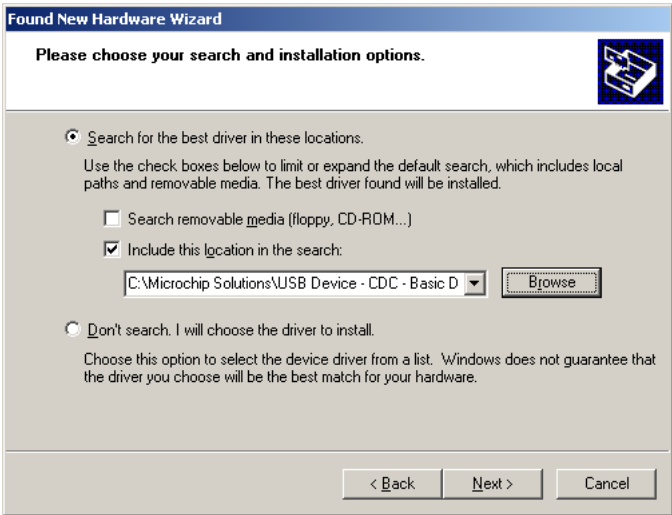 Found New Hardware Wizard
Please choose your search and installation options.
Search for the best driver in these locations.
Use the check boxes below to limit or expand the default search, which includes local
paths and removable media. The best driver found will be installed.
Search removable media (floppy, CD-ROM...)
Include this location in the search:
C:\Microchip Solutions\USB Device - CDC - Basic D
Browse
Don't search. I will choose the driver to install.
Choose this option to select the device driver from a list.  Windows does not guarantee that
the driver you choose will be the best match for your hardware.
< Back
Next >
Cancel